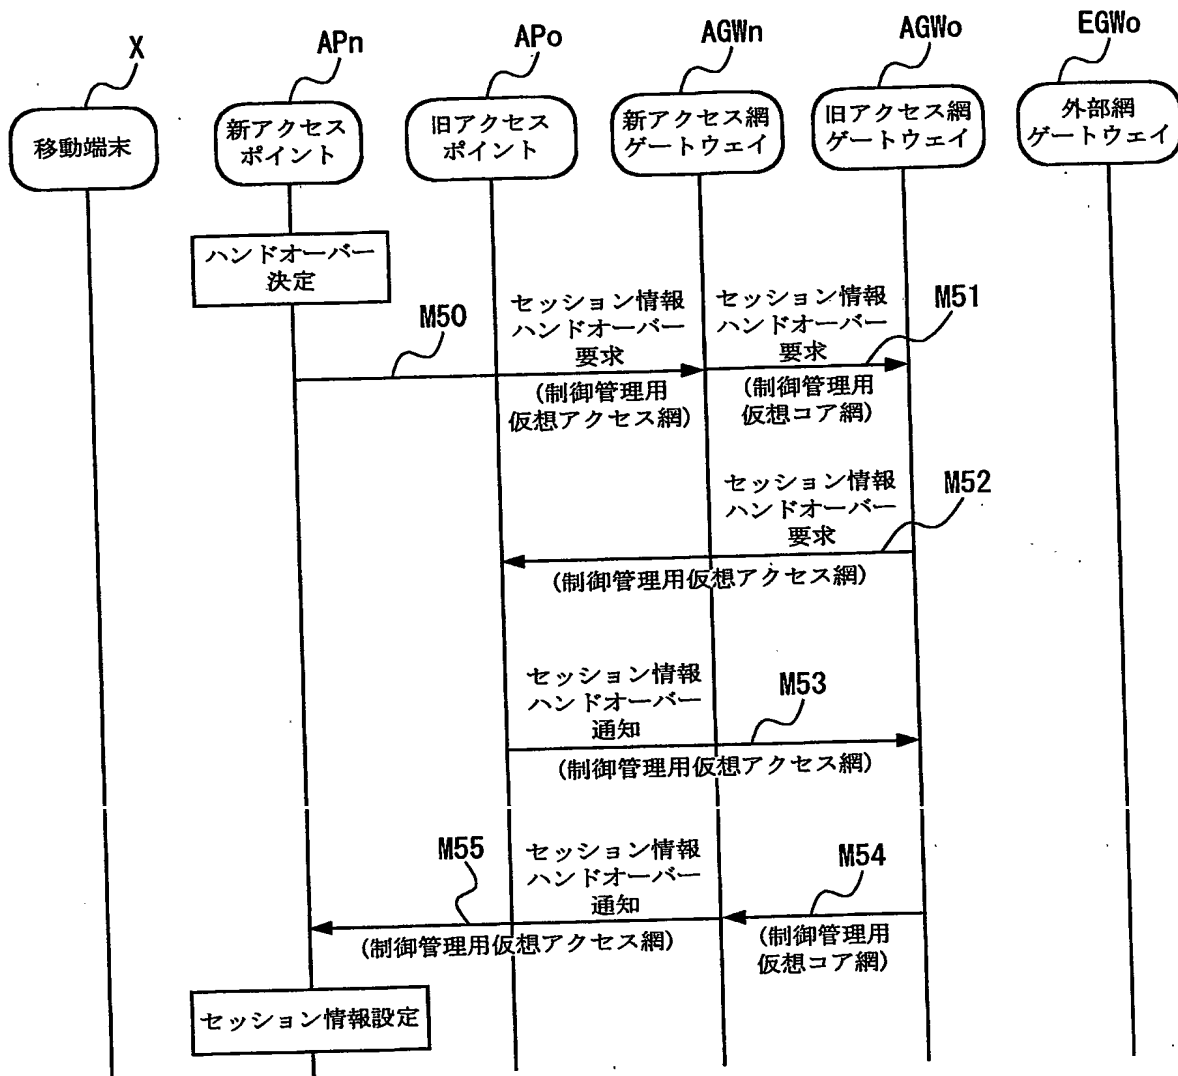 X
APn
APo
AGWn
AGWo
EGWo
移動端末
新アクセス
ポイント
旧アクセス
ポイント
新アクセス網
ゲートウェイ
旧アクセス網
ゲートウェイ
外部網
ゲートウェイ
ハンドオーバー
決定
M50
セッション情報
ハンドオーバー
要求
(制御管理用
仮想アクセス網)
セッション情報
ハンドオーバー
要求
M51
(制御管理用
仮想コア網)
セッション情報
ハンドオーバー
要求
M52
(制御管理用仮想アクセス網)
セッション情報
ハンドオーバー
通知
M53
(制御管理用仮想アクセス網)
M55
セッション情報
ハンドオーバー
通知
M54
(制御管理用仮想アクセス網)
(制御管理用
仮想コア網)
セッション情報設定